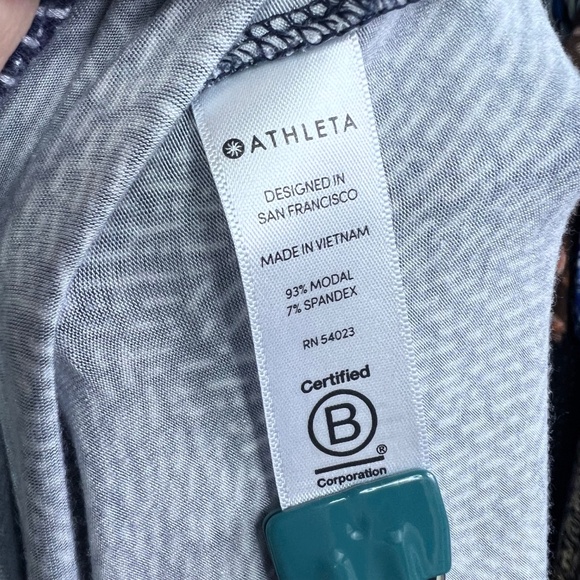 ATHLETA
DESIGNED IN
SAN FRANCISCO
MADE IN VIETNAM
93% MODAL
7% SPANDEX
RN 54023
Certified
B
®
Corporation